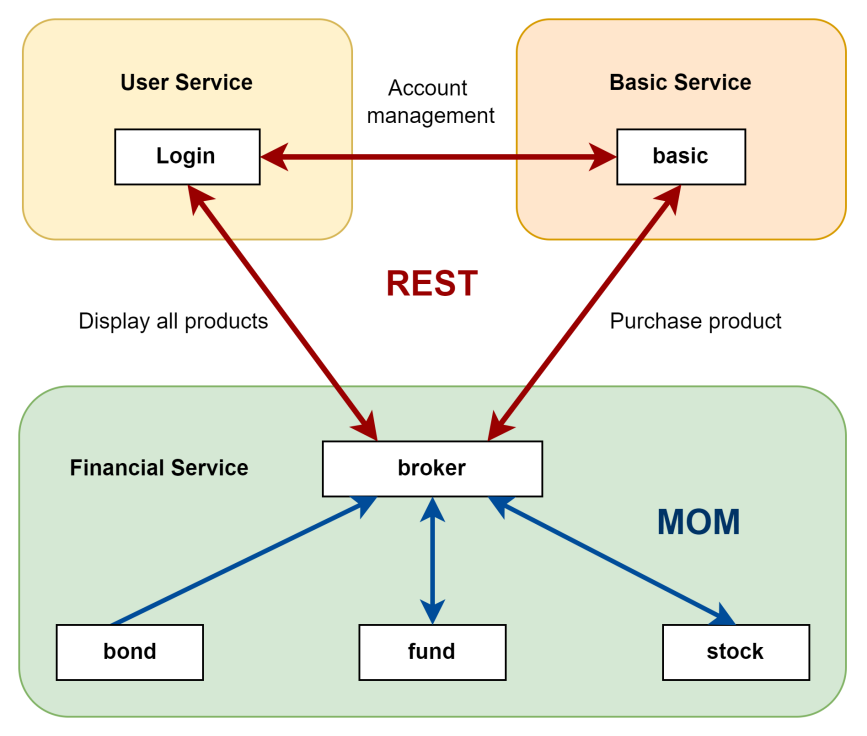 User Service
Basic Service
Account
management
Login
basic
REST
Display all products
Purchase product
Financial Service
broker
MOM
bond
fund
stock